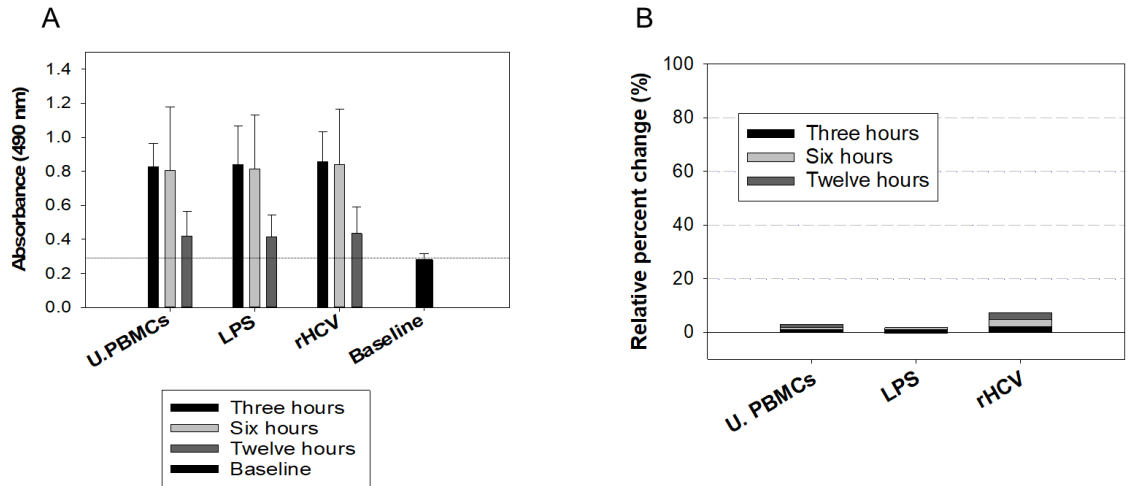 A
Absorbance (490 nm)
1.4
1.2
1.0
0.8
0.6
0.4
0.2
0.0
U.PBMCs
LPS
rHCV
Baseline
Three hours
Six hours
Twelve hours
Baseline
B
Relative percent change (%)
100
80
60
40
20
0
Three hours
Six hours
Twelve hours
U. PBMCs
LPS
rHCV